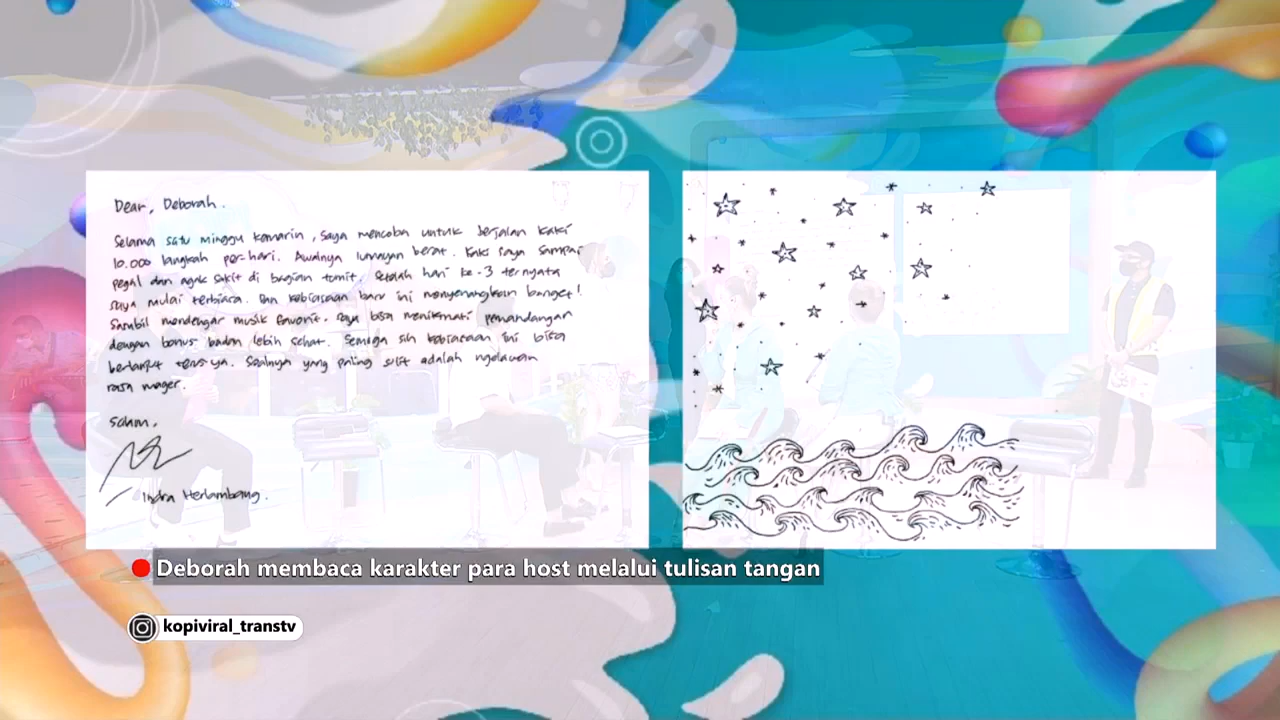 Dear, Deborah.
Selama satu minggu kemarin, saya mencoba untuk berjalan kaki
10.000 langkah per-hari. Awalnya lumayan berat. Kaki saya sampai
pegal dan agak sakit di bagian tumit. Setelah hari ke-3 ternyata
saya mulai terbiasa. Dan kebiasaan baru ini menyenangkan banget!
Sambil mendengar musik favorit. saya bisa menikmati pemandangan
dengan bonus badan lebih sehat. Semoga sih kebiasaan ini bisa
berlanjut terus ya. Soalnya yang paling sulit adalah ngelawan
rasa mager.
Salam,
Indra Herlambang.
Deborah membaca karakter para host melalui tulisan tangan
kopiviral_transtv